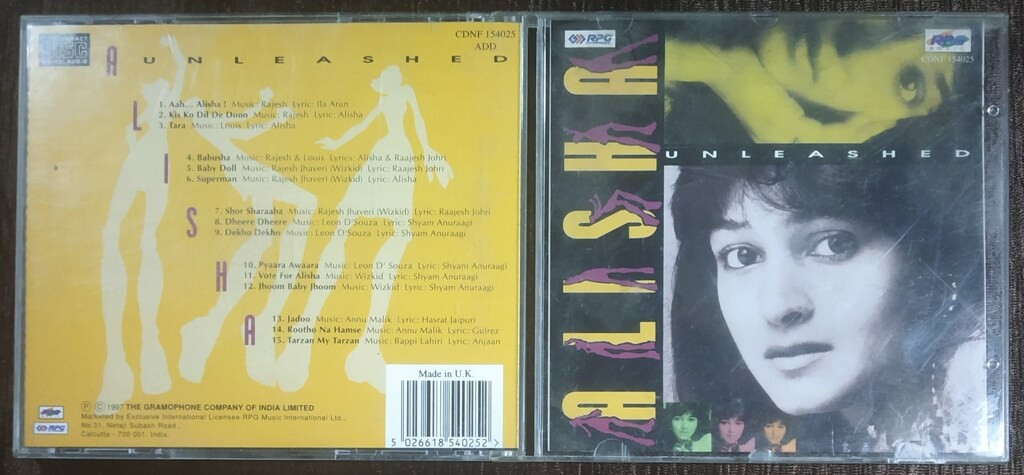 COMPACT
DISC
DIGITAL AUDIO
CDNF 154025
ADD
ALISHA
UNLEASHED
1. Aah... Alisha ! Music: Rajesh Lyric: Ila Arun
2. Kis Ko Dil De Doon Music: Rajesh Lyric: Alisha
3. Tara Music: Louis Lyric: Alisha
4. Babusha Music: Rajesh & Louis Lyrics: Alisha & Raajesh Johri
5. Baby Doll Music: Rajesh Jhaveri (Wizkid) Lyric: Raajesh Johri
6. Superman Music: Rajesh Jhaveri (Wizkid) Lyric: Alisha
7. Shor Sharaaba Music: Rajesh Jhaveri (Wizkid) Lyric: Raajesh Johri
8. Dheere Dheere Music: Leon D'Souza Lyric: Shyam Anuraagi
9. Dekho Dekho Music: Leon D'Souza Lyric: Shyam Anuraagi
10. Pyaara Awaara Music: Leon D' Souza Lyric: Shyam Anuraagi
11. Vote For Alisha Music: Wizkid Lyric: Shyam Anuraagi
12. Jhoom Baby Jhoom Music: Wizkid Lyric: Shyam Anuraagi
13. Jadoo Music: Annu Malik Lyric: Hasrat Jaipuri
14. Rootho Na Hamse Music: Annu Malik Lyric: Gulrez
15. Tarzan My Tarzan Music: Bappi Lahiri Lyric: Anjaan
Made in U.K.
5 026618 540252 >
Ⓟ Ⓒ 1997 THE GRAMOPHONE COMPANY OF INDIA LIMITED
Marketed by Exclusive International Licensee RPG Music International Ltd.,
No.31, Netaji Subash Road,
Calcutta - 700 001. India.
RPG
RPG
CDNF 154025
ALISHA
UNLEASHED